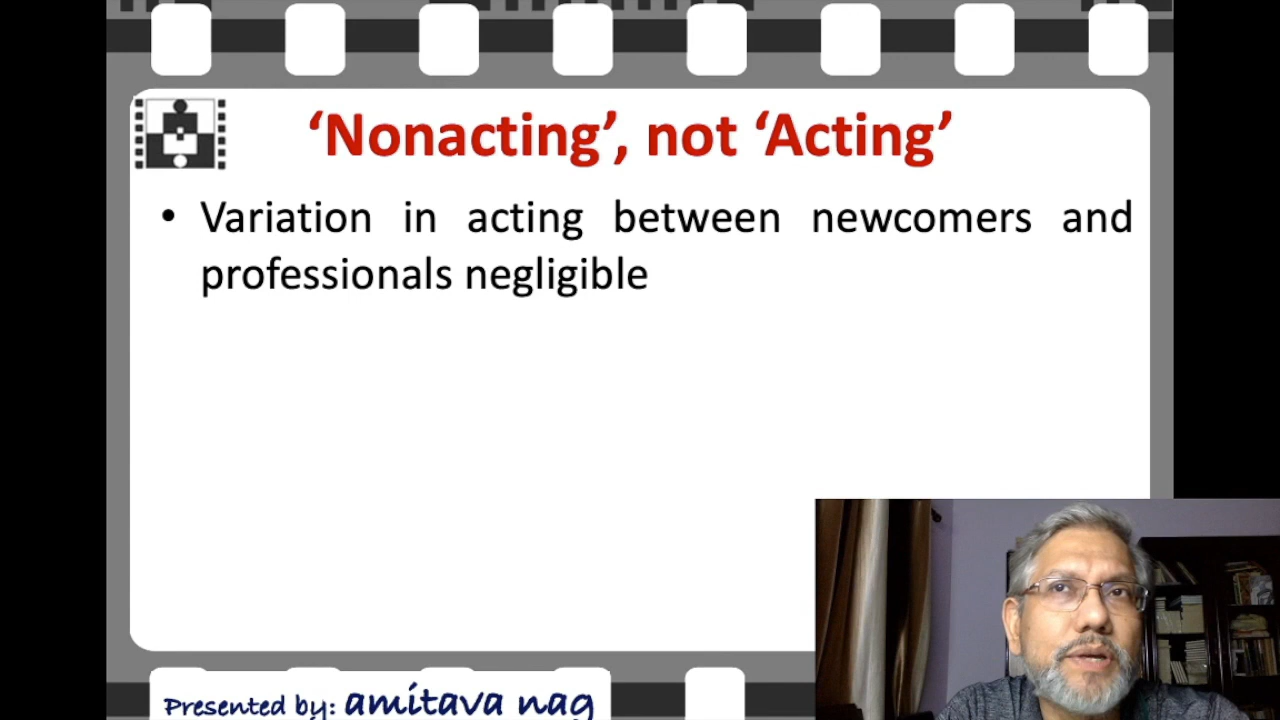 ‘Nonacting’, not ‘Acting’
• Variation in acting between newcomers and
professionals negligible
Presented by: amitava nag